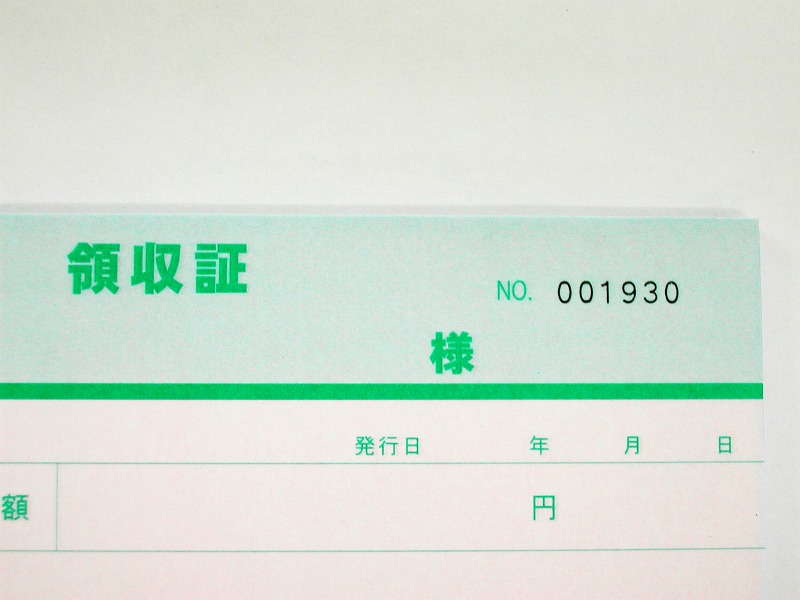 領収証 NO. 001930
様
発行日 年 月 日
額 円